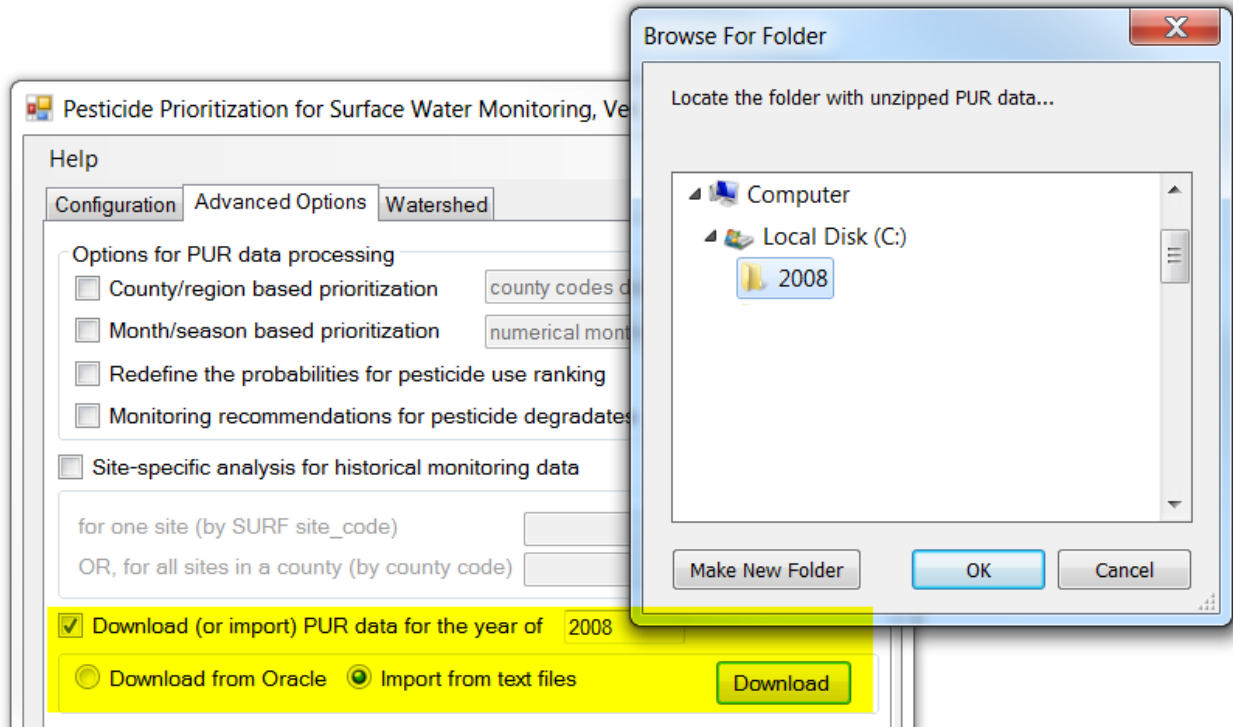 Browse For Folder
Locate the folder with unzipped PUR data...
Computer
Local Disk (C:)
2008
Make New Folder
OK
Cancel
Pesticide Prioritization for Surface Water Monitoring, Ve
Help
Configuration
Advanced Options
Watershed
Options for PUR data processing
County/region based prioritization
county codes d
Month/season based prioritization
numerical mont
Redefine the probabilities for pesticide use ranking
Monitoring recommendations for pesticide degradates
Site-specific analysis for historical monitoring data
for one site (by SURF site_code)
OR, for all sites in a county (by county code)
Download (or import) PUR data for the year of 2008
Download from Oracle
Import from text files
Download